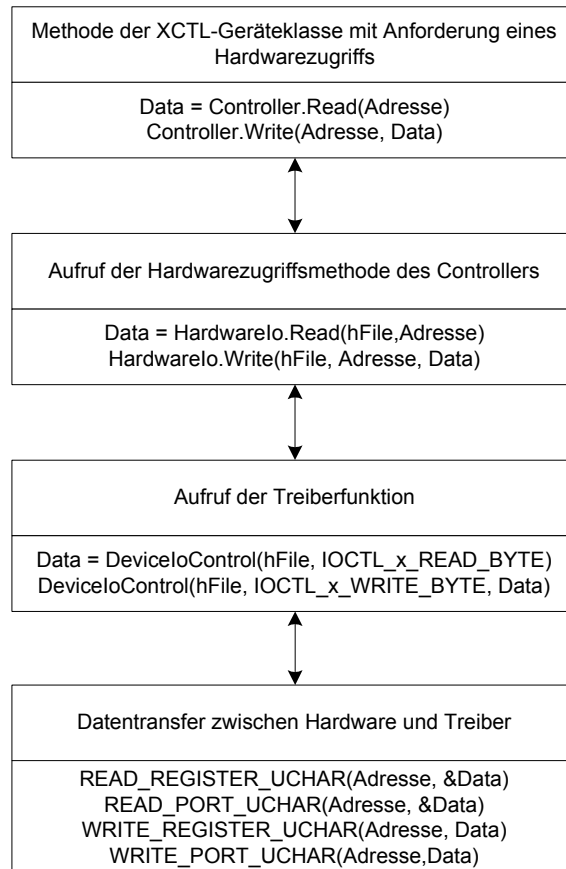 Methode der XCTL-Geräteklasse mit Anforderung eines
Hardwarezugriffs
Data = Controller.Read(Adresse)
Controller.Write(Adresse, Data)
Aufruf der Hardwarezugriffsmethode des Controllers
Data = HardwareIo.Read(hFile,Adresse)
HardwareIo.Write(hFile, Adresse, Data)
Aufruf der Treiberfunktion
Data = DeviceIoControl(hFile, IOCTL_x_READ_BYTE)
DeviceIoControl(hFile, IOCTL_x_WRITE_BYTE, Data)
Datentransfer zwischen Hardware und Treiber
READ_REGISTER_UCHAR(Adresse, &Data)
READ_PORT_UCHAR(Adresse, &Data)
WRITE_REGISTER_UCHAR(Adresse, Data)
WRITE_PORT_UCHAR(Adresse,Data)